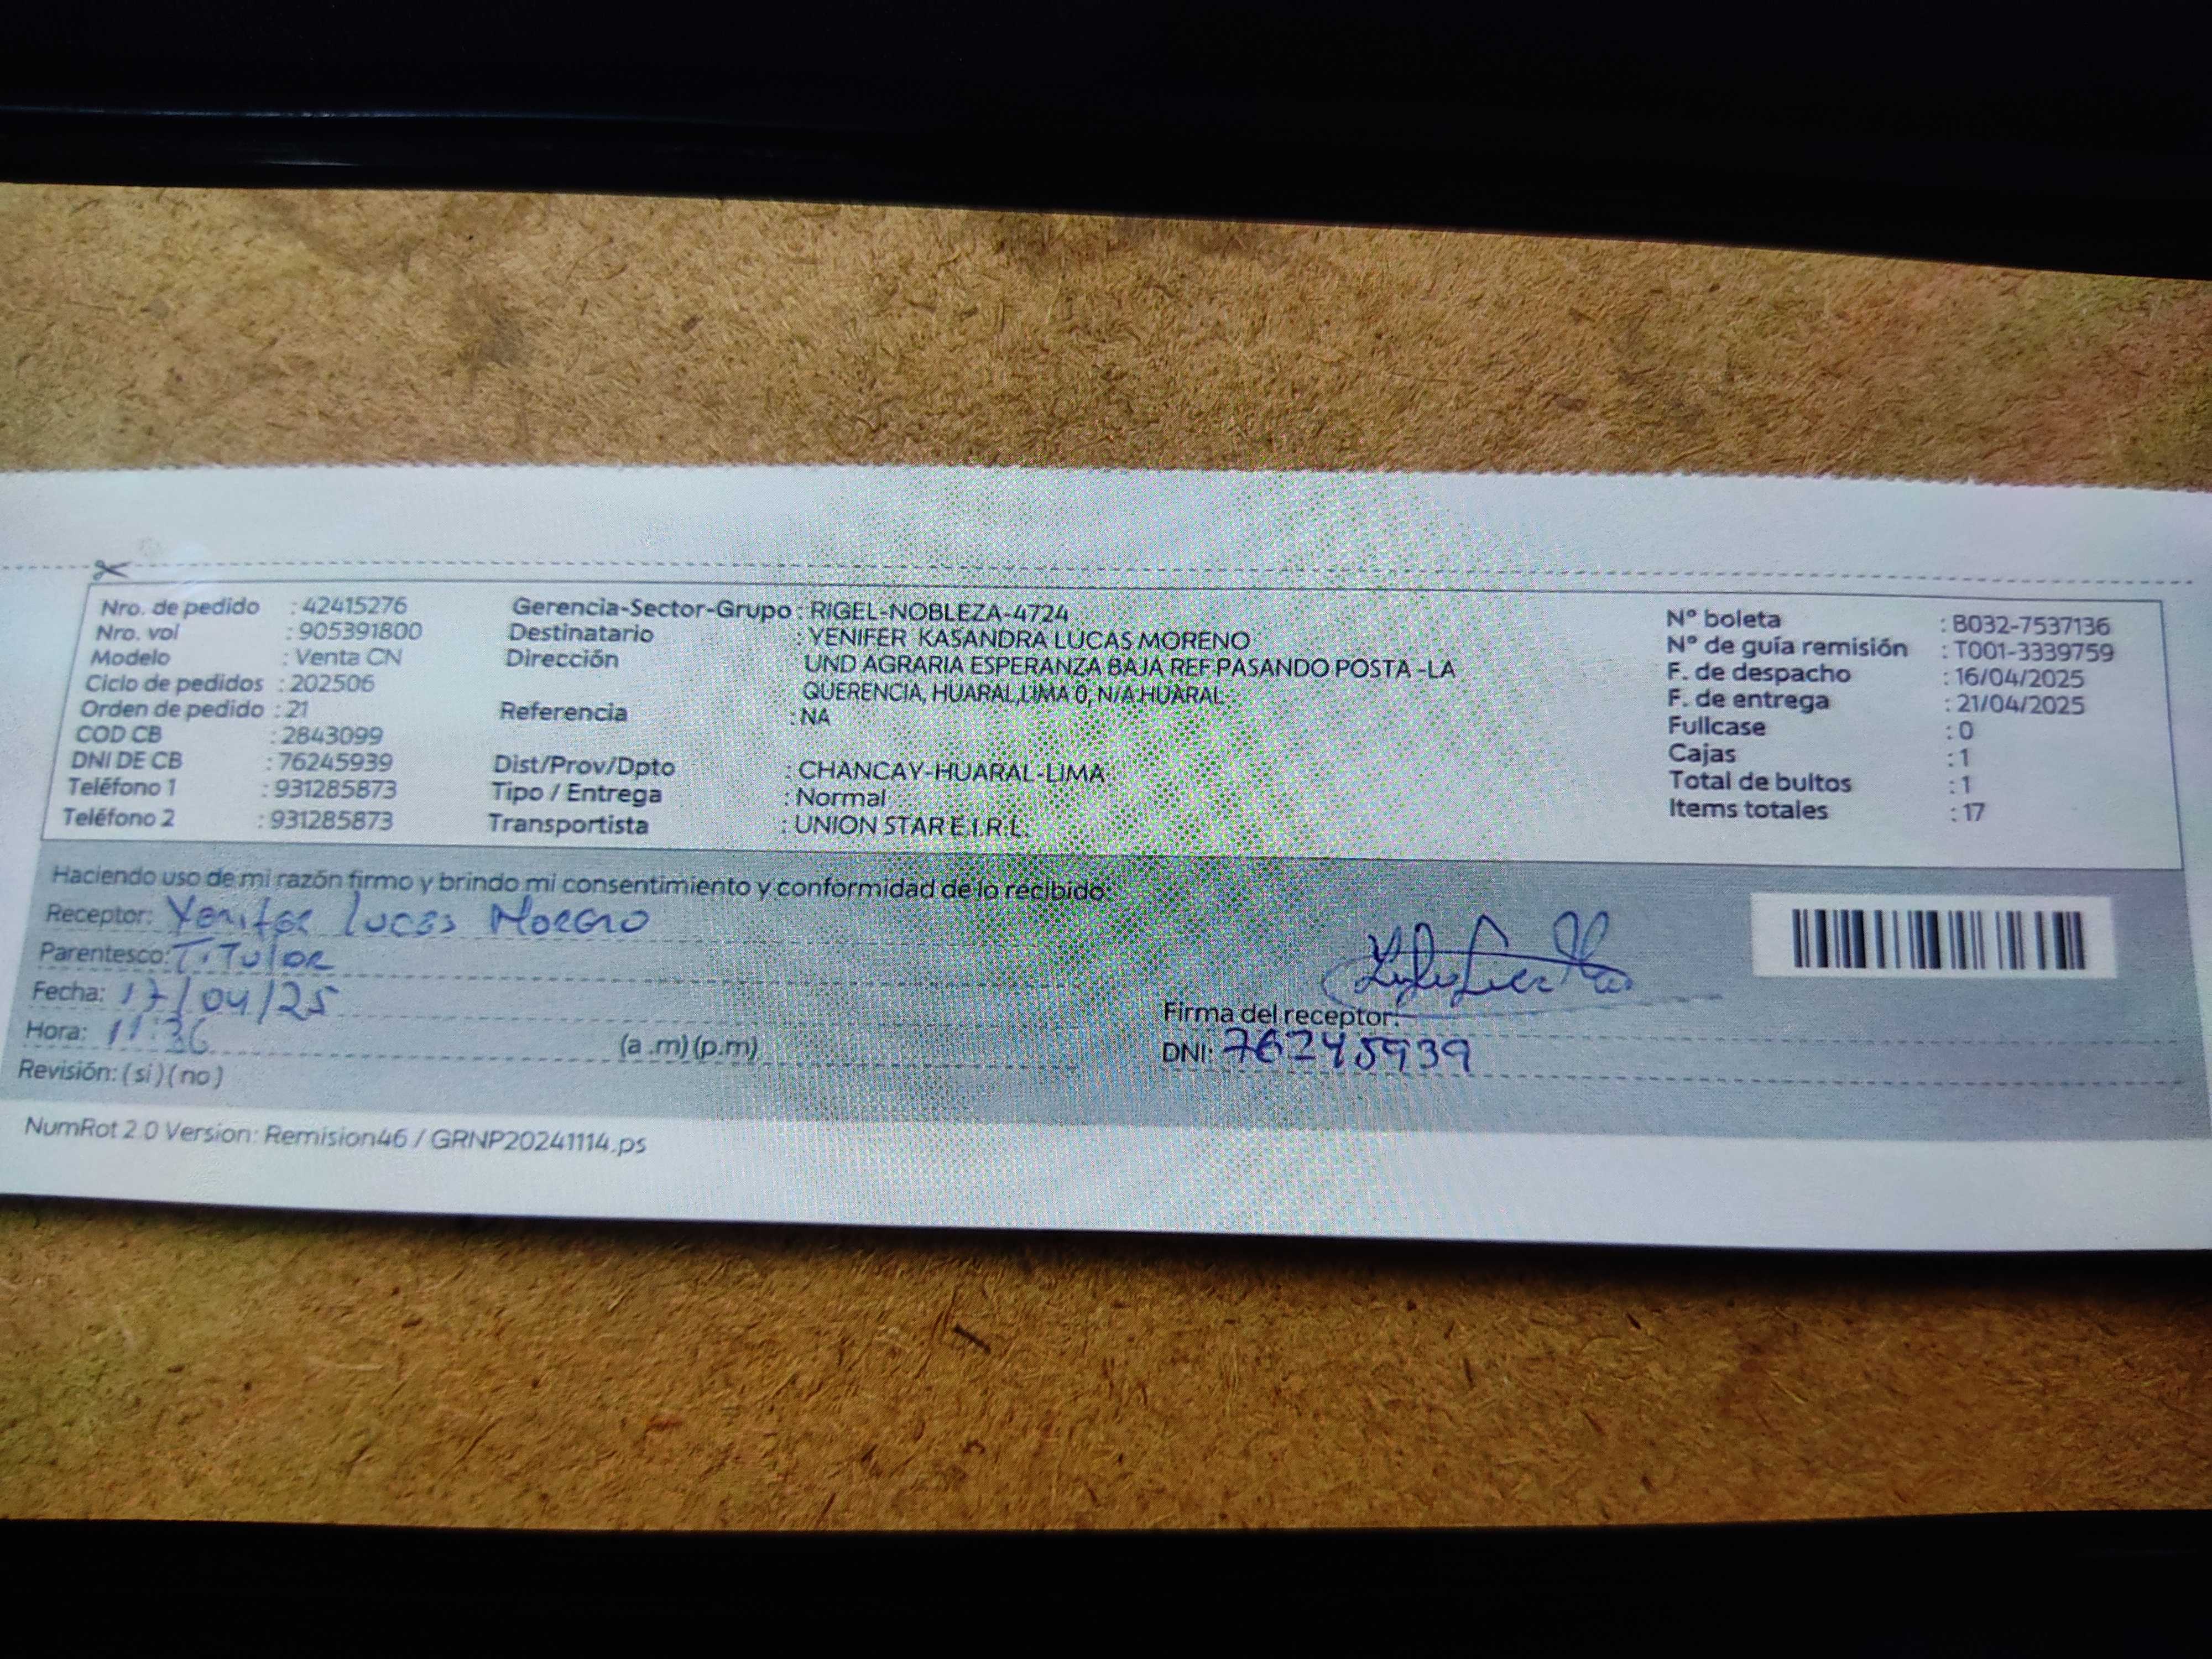 Nro. de pedido : 42415276
Nro. vol : 905391800
Modelo : Venta CN
Ciclo de pedidos : 202506
Orden de pedido : 21
COD CB : 2843099
DNI DE CB : 76245939
Teléfono 1 : 931285873
Teléfono 2 : 931285873
Gerencia-Sector-Grupo : RIGEL-NOBLEZA-4724
Destinatario : YENIFER KASANDRA LUCAS MORENO
Dirección UND AGRARIA ESPERANZA BAJA REF PASANDO POSTA -LA
QUERENCIA, HUARAL,LIMA 0, N/A HUARAL
Referencia : NA
Dist/Prov/Dpto : CHANCAY-HUARAL-LIMA
Tipo / Entrega : Normal
Transportista : UNION STAR E.I.R.L.
Nº boleta : B032-7537136
Nº de guía remisión : T001-3339759
F. de despacho : 16/04/2025
F. de entrega : 21/04/2025
Fullcase : 0
Cajas : 1
Total de bultos : 1
Items totales : 17
Haciendo uso de mi razón firmo y brindo mi consentimiento y conformidad de lo recibido:
Receptor: Yenifer Lucas Moreno
Parentesco: Titular
Fecha: 17/04/25
Hora: 11:36 (a .m) (p.m)
Revisión: ( si ) ( no )
Firma del receptor:
DNI: 76245939
NumRot 2.0 Version: Remision46 / GRNP20241114.ps